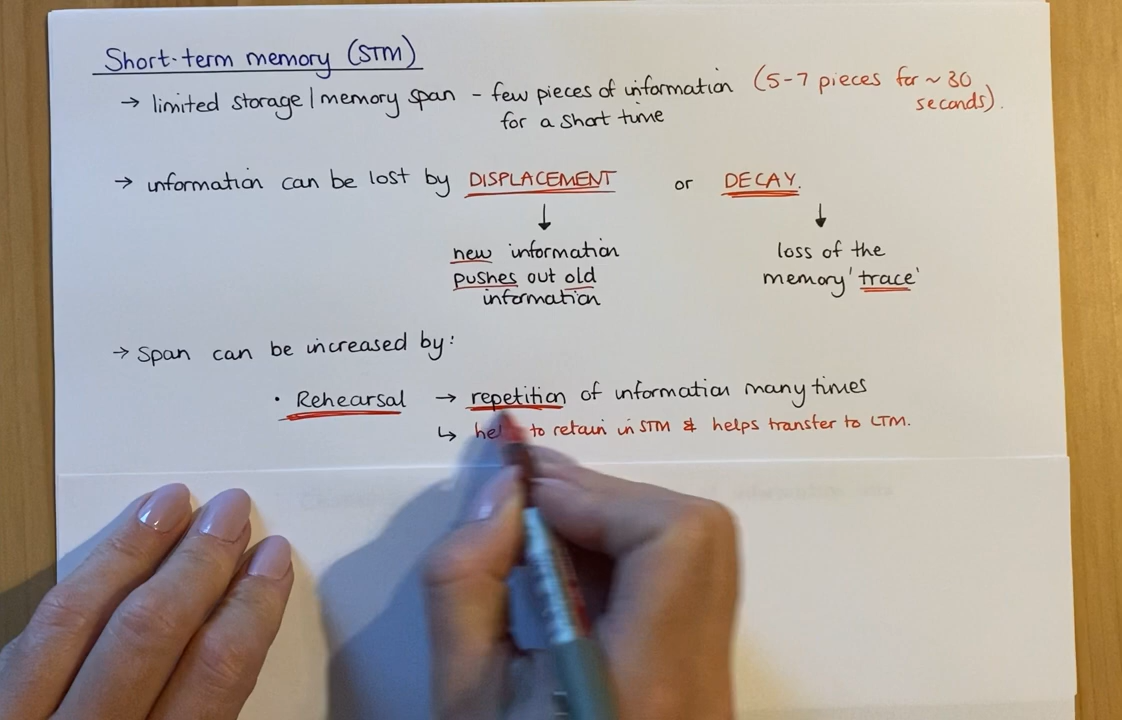 Short-term memory (STM)
→ limited storage/memory span - few pieces of information (5-7 pieces for ~ 30
for a short time seconds).
→ information can be lost by DISPLACEMENT or DECAY.
↓ ↓
new information loss of the
pushes out old memory 'trace'
information
→ Span can be increased by:
• Rehearsal → repetition of information many times
↳ to retain in STM & helps transfer to LTM.